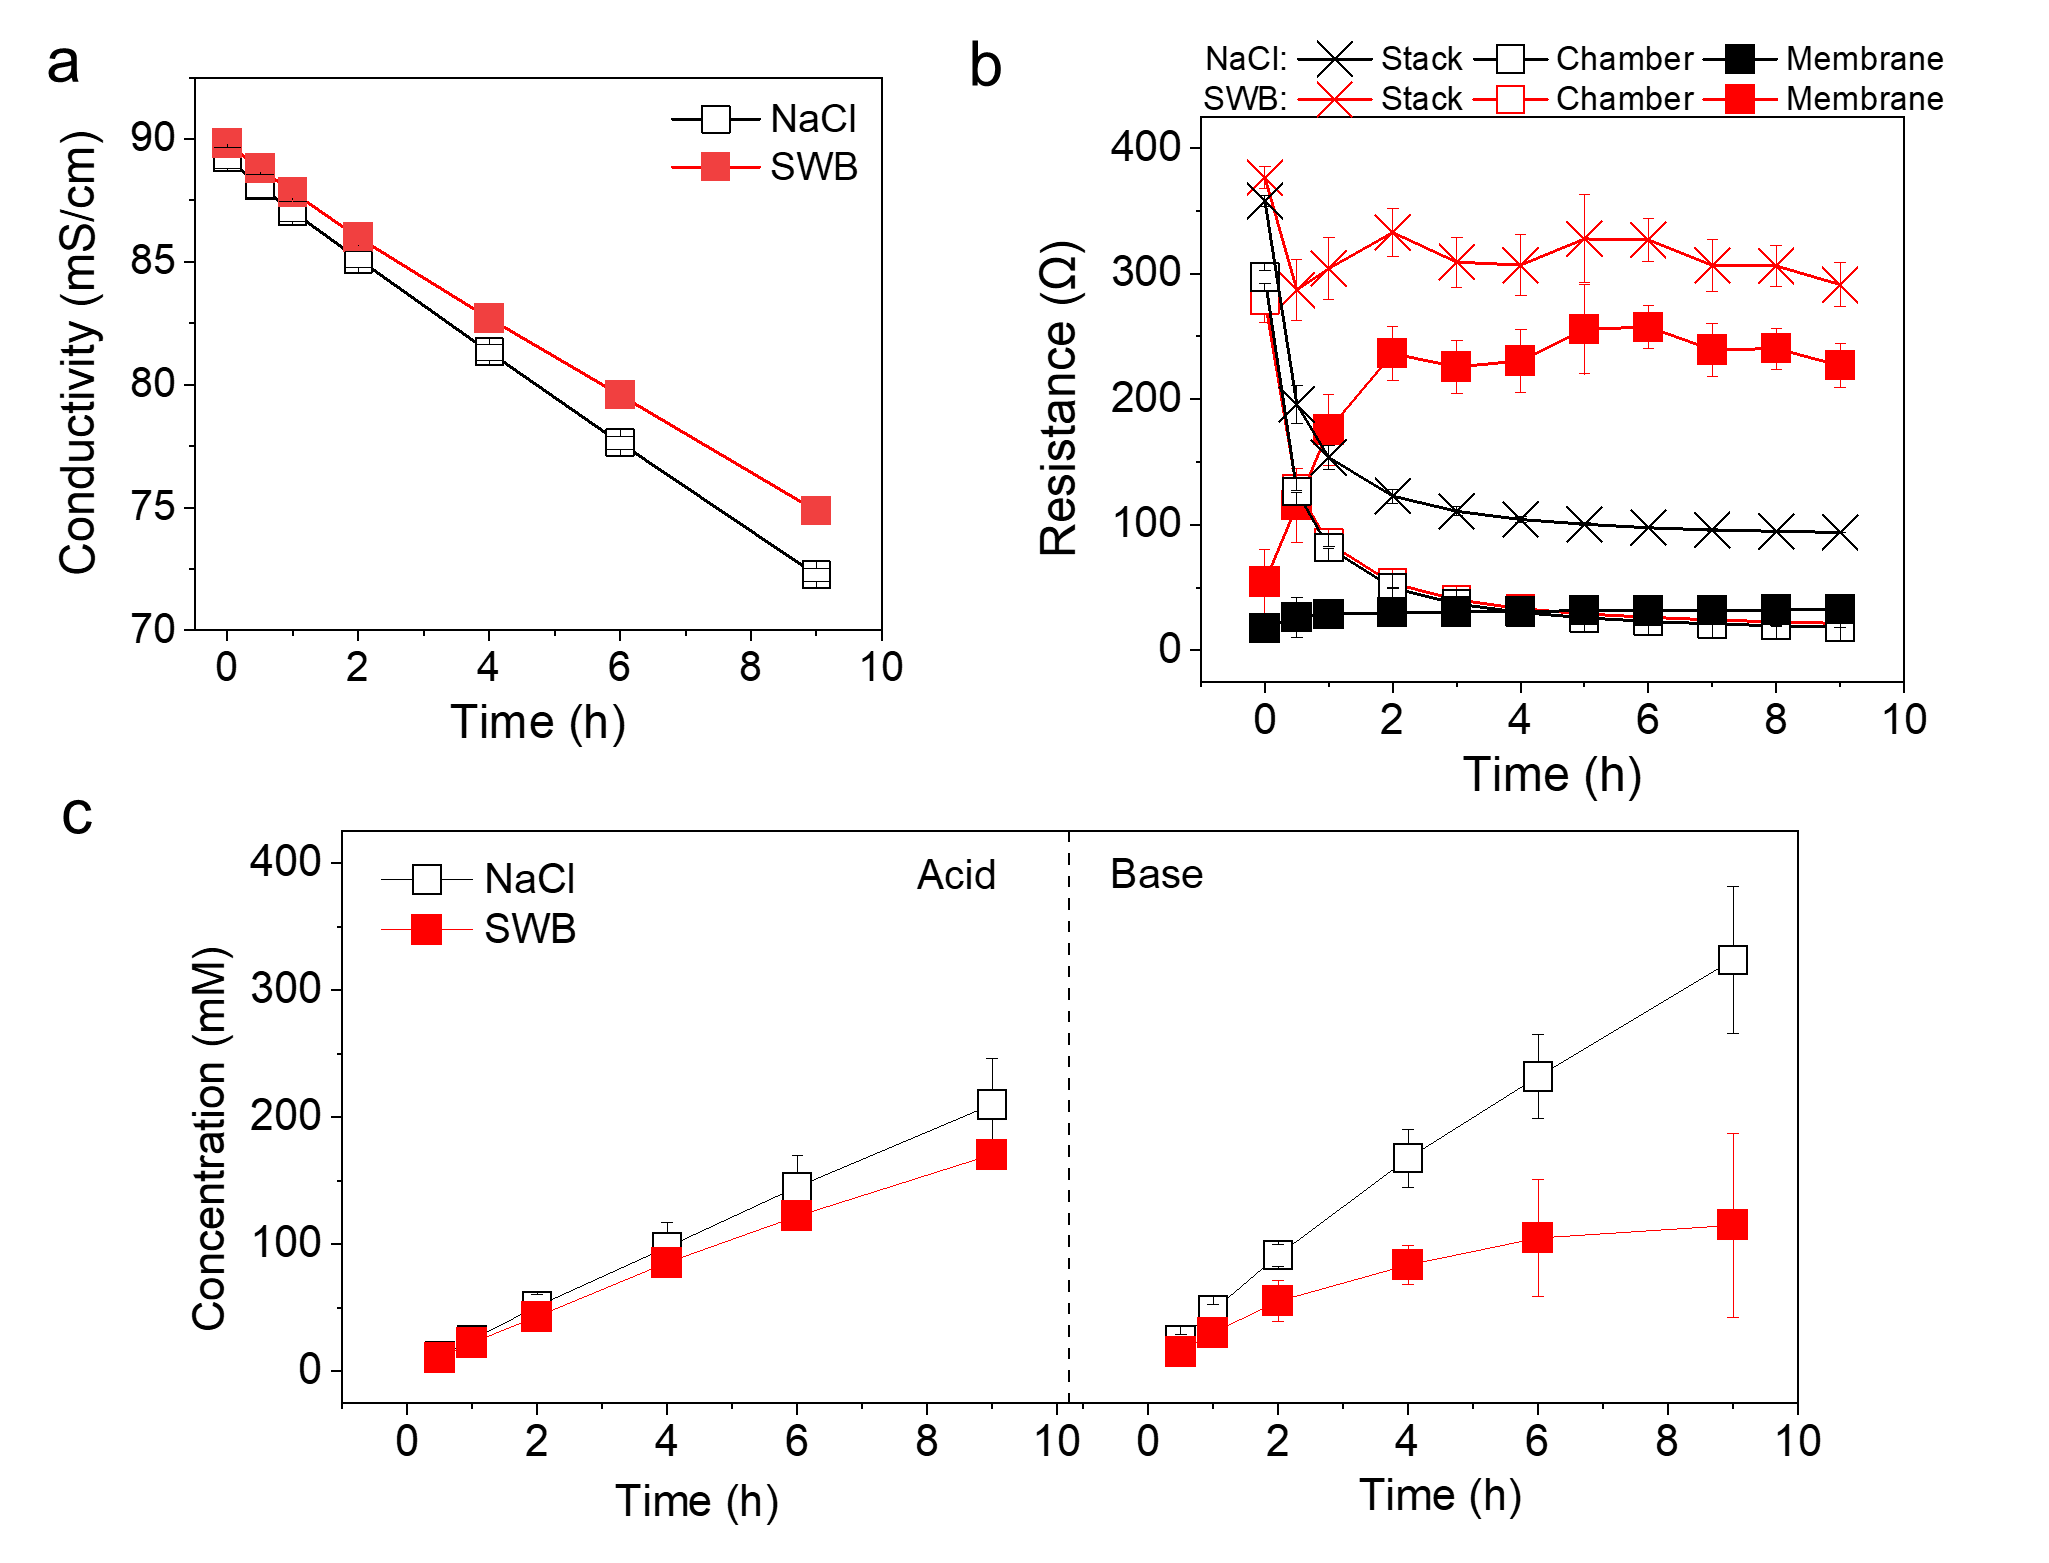 a
90
85
80
75
70
Conductivity (mS/cm)
NaCl
SWB
0 2 4 6 8 10
Time (h)
b
NaCl: Stack Chamber Membrane
SWB: Stack Chamber Membrane
400
300
200
100
0
Resistance (Ω)
0 2 4 6 8 10
Time (h)
c
400
300
200
100
0
Concentration (mM)
NaCl
SWB
Acid
Base
0 2 4 6 8 10 0 2 4 6 8 10
Time (h)
Time (h)